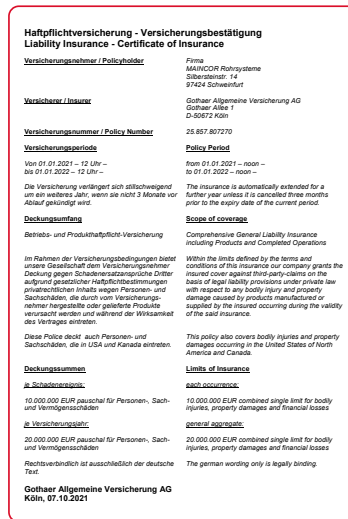 Haftpflichtversicherung - Versicherungsbestätigung
Liability Insurance - Certificate of Insurance
Versicherungsnehmer / Policyholder
Firma
MAINCOR Rohrsysteme
Silbersteinstr. 14
97424 Schweinfurt
Versicherer / Insurer
Gothaer Allgemeine Versicherung AG
Gothaer Allee 1
D-50672 Köln
Versicherungsnummer / Policy Number
25.857.807270
Versicherungsperiode
Von 01.01.2021 – 12 Uhr –
bis 01.01.2022 – 12 Uhr –
Die Versicherung verlängert sich stillschweigend
um ein weiteres Jahr, wenn sie nicht 3 Monate vor
Ablauf gekündigt wird.
Policy Period
from 01.01.2021 - noon –
to 01.01.2022 – noon –
The insurance is automatically extended for a
further year unless it is cancelled three months
prior to the expiry date of the current period.
Deckungsumfang
Betriebs- und Produkthaftpflicht-Versicherung
Im Rahmen der Versicherungsbedingungen bietet
unsere Gesellschaft dem Versicherungsnehmer
Deckung gegen Schadenersatzansprüche Dritter
aufgrund gesetzlicher Haftpflichtbestimmungen
privatrechtlichen Inhalts wegen Personen- und
Sachschäden, die durch vom Versicherungs-
nehmer hergestellte oder gelieferte Produkte
verursacht werden und während der Wirksamkeit
des Vertrages eintreten.
Diese Police deckt auch Personen- und
Sachschäden, die in USA und Kanada eintreten.
Scope of coverage
Comprehensive General Liability Insurance
including Products and Completed Operations
Within the limits defined by the terms and
conditions of this insurance our company grants the
insured cover against third-party-claims on the
basis of legal liability provisions under private law
with respect to any bodily injury and property
damage caused by products manufactured or
supplied by the insured occurring during the validity
of the said insurance.
This policy also covers bodily injuries and property
damages occurring in the United States of North
America and Canada.
Deckungssummen
je Schadenereignis:
10.000.000 EUR pauschal für Personen-, Sach-
und Vermögensschäden
je Versicherungsjahr:
20.000.000 EUR pauschal für Personen-, Sach-
und Vermögensschäden
Rechtsverbindlich ist ausschließlich der deutsche
Text.
Limits of Insurance
each occurrence:
10.000.000 EUR combined single limit for bodily
injuries, property damages and financial losses
general aggregate:
20.000.000 EUR combined single limit for bodily
injuries, property damages and financial losses
The german wording only is legally binding.
Gothaer Allgemeine Versicherung AG
Köln, 07.10.2021